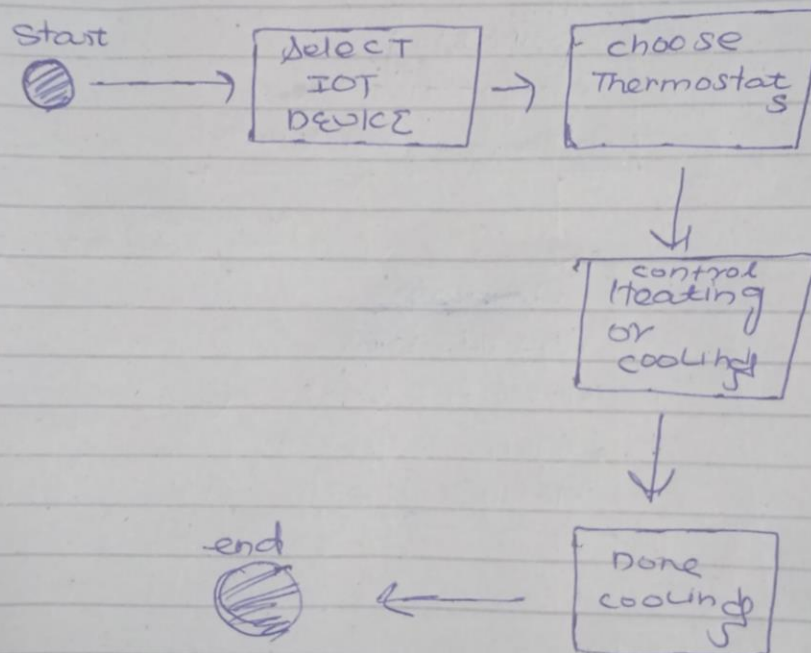 Start
Select
IOT
DEVICE
choose
Thermostat
s
control
Heating
or
cooling
Done
cooling
end